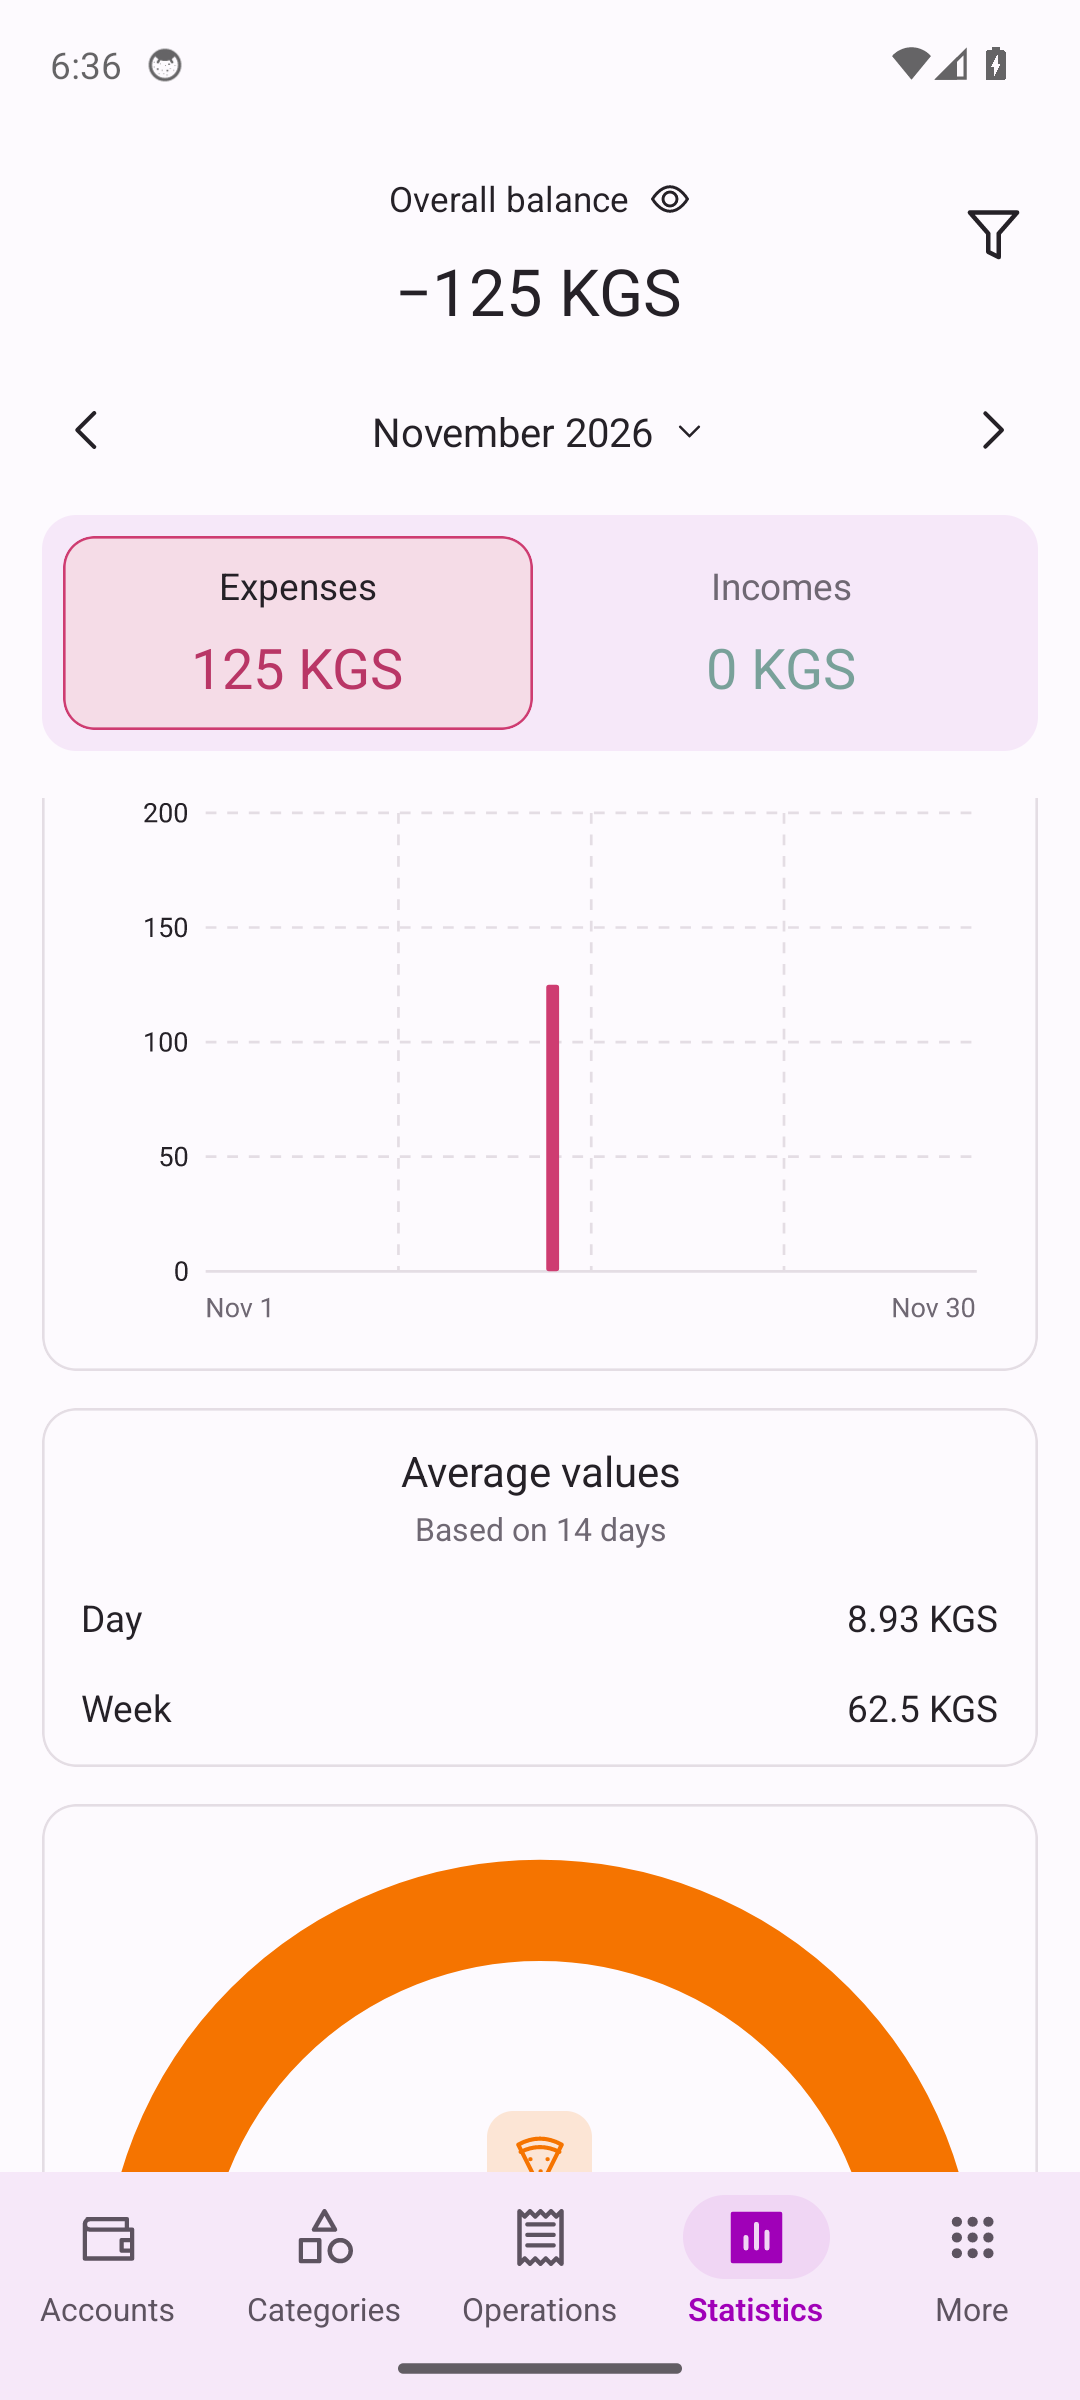 6:36
Overall balance
−125 KGS
November 2026
Expenses
125 KGS
Incomes
0 KGS
200
150
100
50
0
Nov 1
Nov 30
Average values
Based on 14 days
Day
8.93 KGS
Week
62.5 KGS
Accounts
Categories
Operations
Statistics
More